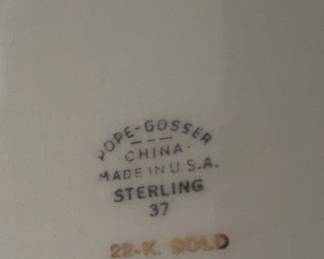 POPE-GOSSER
CHINA
MADE IN U.S.A.
STERLING
37
22-K. GOLD